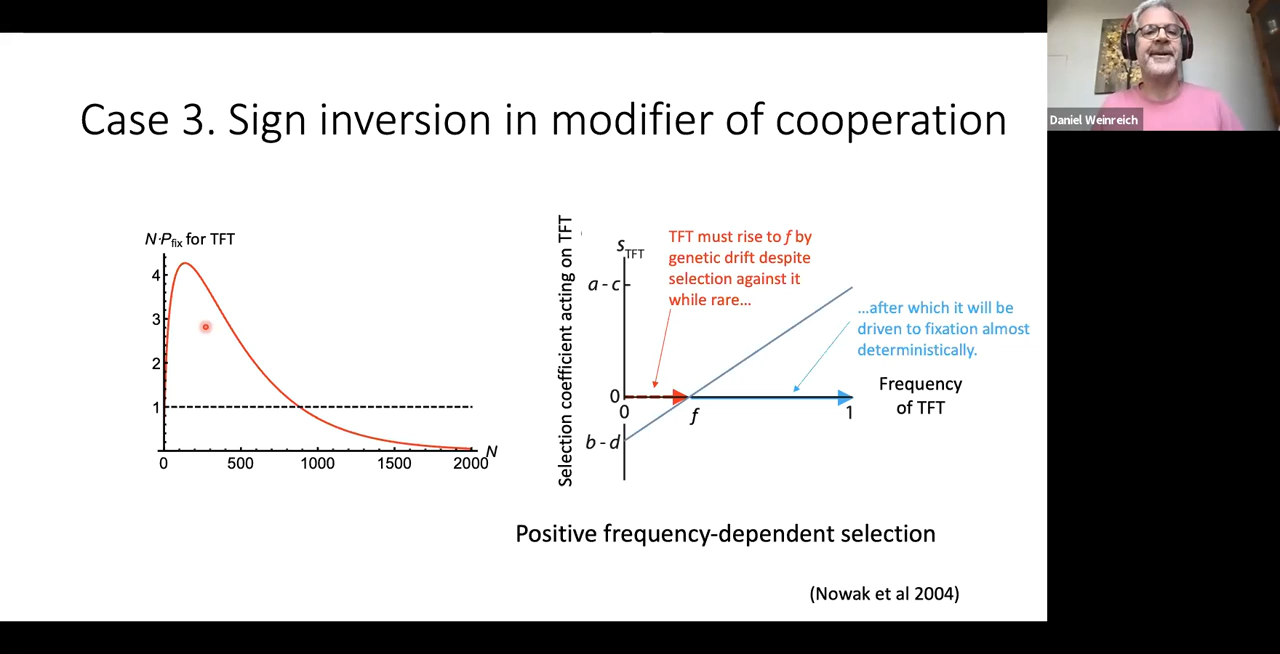 Case 3. Sign inversion in modifier of cooperation
Daniel Weinreich
N·Pfix for TFT
4
3
2
1
0
500
1000
1500
2000
N
Selection coefficient acting on TFT
sTFT
a - c
0
b - d
0
f
1
TFT must rise to f by
genetic drift despite
selection against it
while rare...
...after which it will be
driven to fixation almost
deterministically.
Frequency
of TFT
Positive frequency-dependent selection
(Nowak et al 2004)